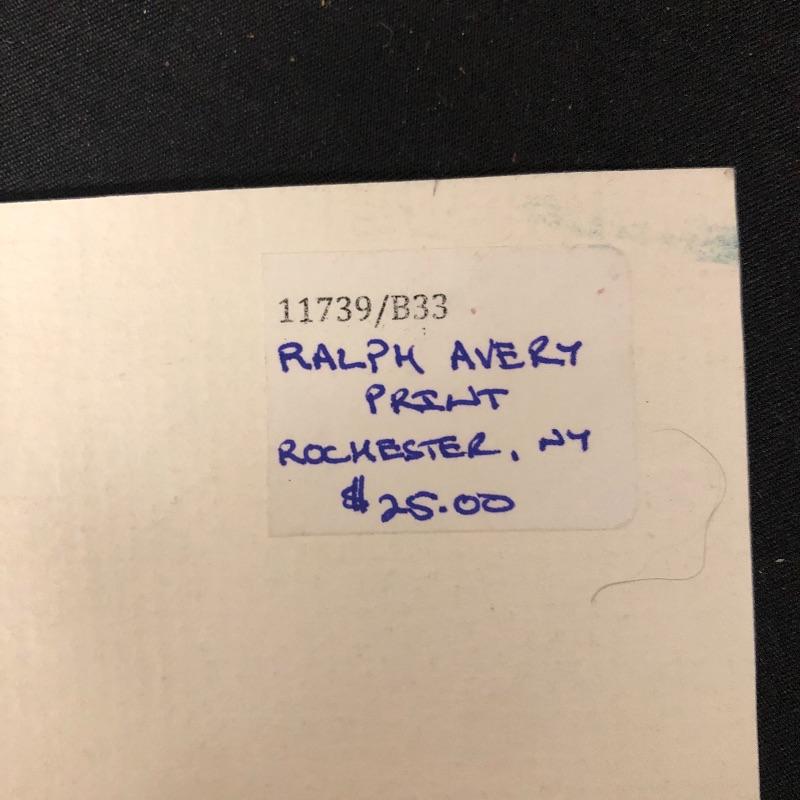 11739/B33
RALPH AVERY
PRINT
ROCHESTER, NY
$25.00